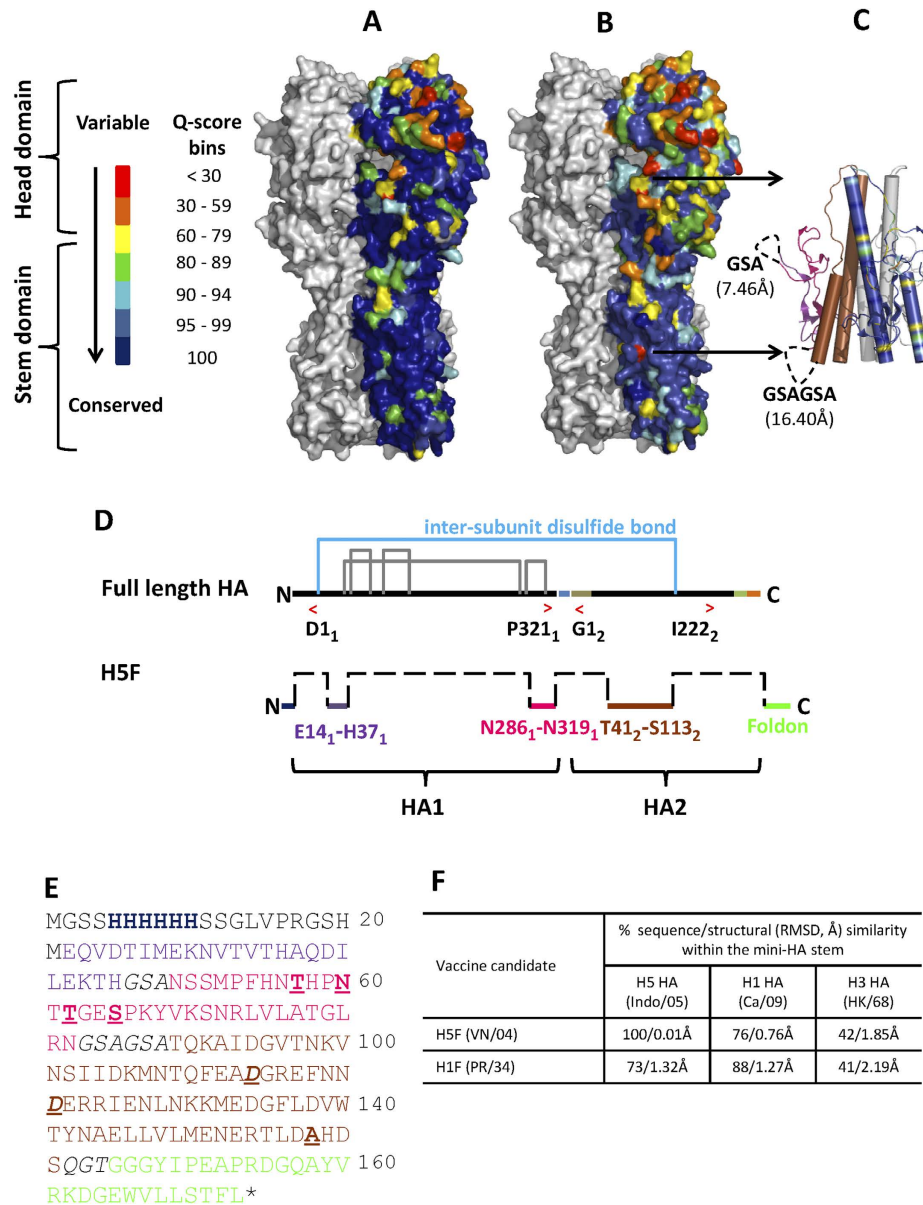 A
B
C
Head domain
Stem domain
Variable
Conserved
Q-score
bins
< 30
30 - 59
60 - 79
80 - 89
90 - 94
95 - 99
100
GSA
(7.46Å)
GSAGSA
(16.40Å)
D
inter-subunit disulfide bond
Full length HA
N
C
< > < >
D1₁ P321₁ G1₂ I222₂
H5F
N
C
E14₁-H37₁ N286₁-N319₁ T41₂-S113₂ Foldon
HA1 HA2
E
MGSSHHHHHHSSGLVPRGSH 20
MEQVDTIMEKNVTVTHAQDI
LEKTHGSANSSMPFHNTHPN 60
TTGESPKYVKSNRLVLATGL
RNGSAGSATQKAIDGVTNKV 100
NSIIDKMNTQFEADGREFNN
DERRIENLNKKMEDGFLDVW 140
TYNAELLVLMENERTLDAHD
SQGTGGGYIPEAPRDGQAYV 160
RKDGEWVLLSTFL*
F
Vaccine candidate
% sequence/structural (RMSD, Å) similarity
within the mini-HA stem
H5 HA
(Indo/05)
H1 HA
(Ca/09)
H3 HA
(HK/68)
H5F (VN/04) 100/0.01Å 76/0.76Å 42/1.85Å
H1F (PR/34) 73/1.32Å 88/1.27Å 41/2.19Å